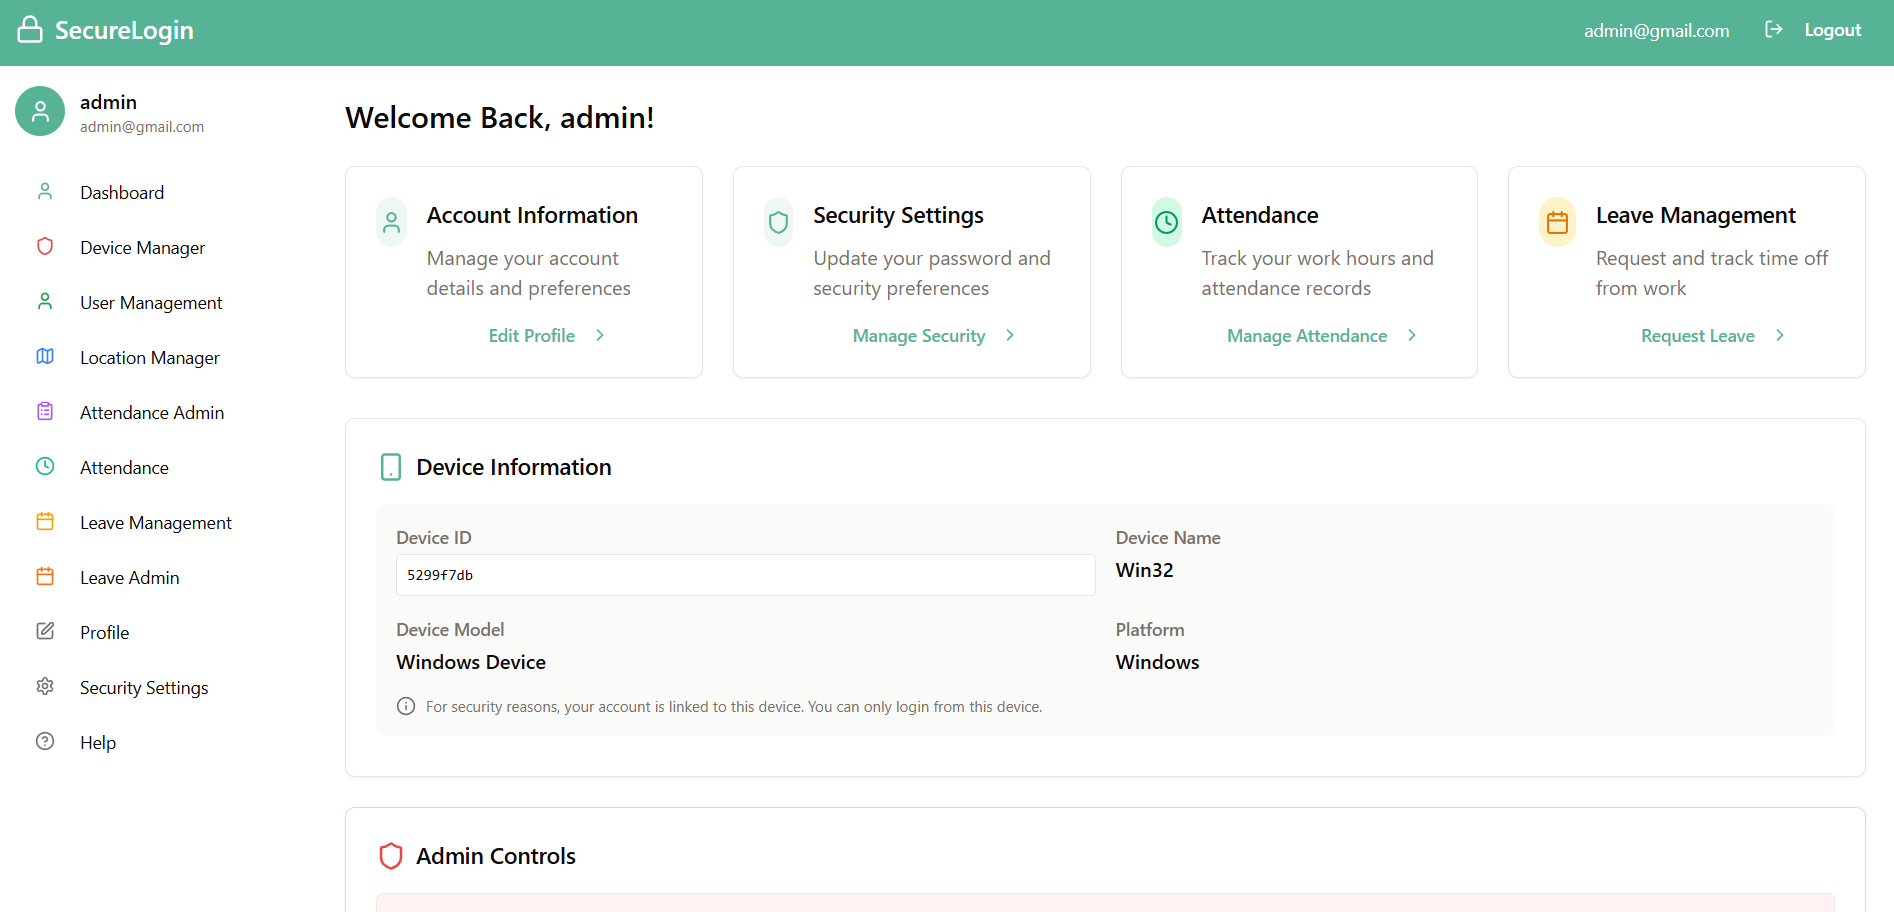 SecureLogin
admin@gmail.com
Logout
admin
admin@gmail.com
Dashboard
Device Manager
User Management
Location Manager
Attendance Admin
Attendance
Leave Management
Leave Admin
Profile
Security Settings
Help
Welcome Back, admin!
Account Information
Manage your account
details and preferences
Edit Profile
Security Settings
Update your password and
security preferences
Manage Security
Attendance
Track your work hours and
attendance records
Manage Attendance
Leave Management
Request and track time off
from work
Request Leave
Device Information
Device ID
5299f7db
Device Name
Win32
Device Model
Windows Device
Platform
Windows
For security reasons, your account is linked to this device. You can only login from this device.
Admin Controls